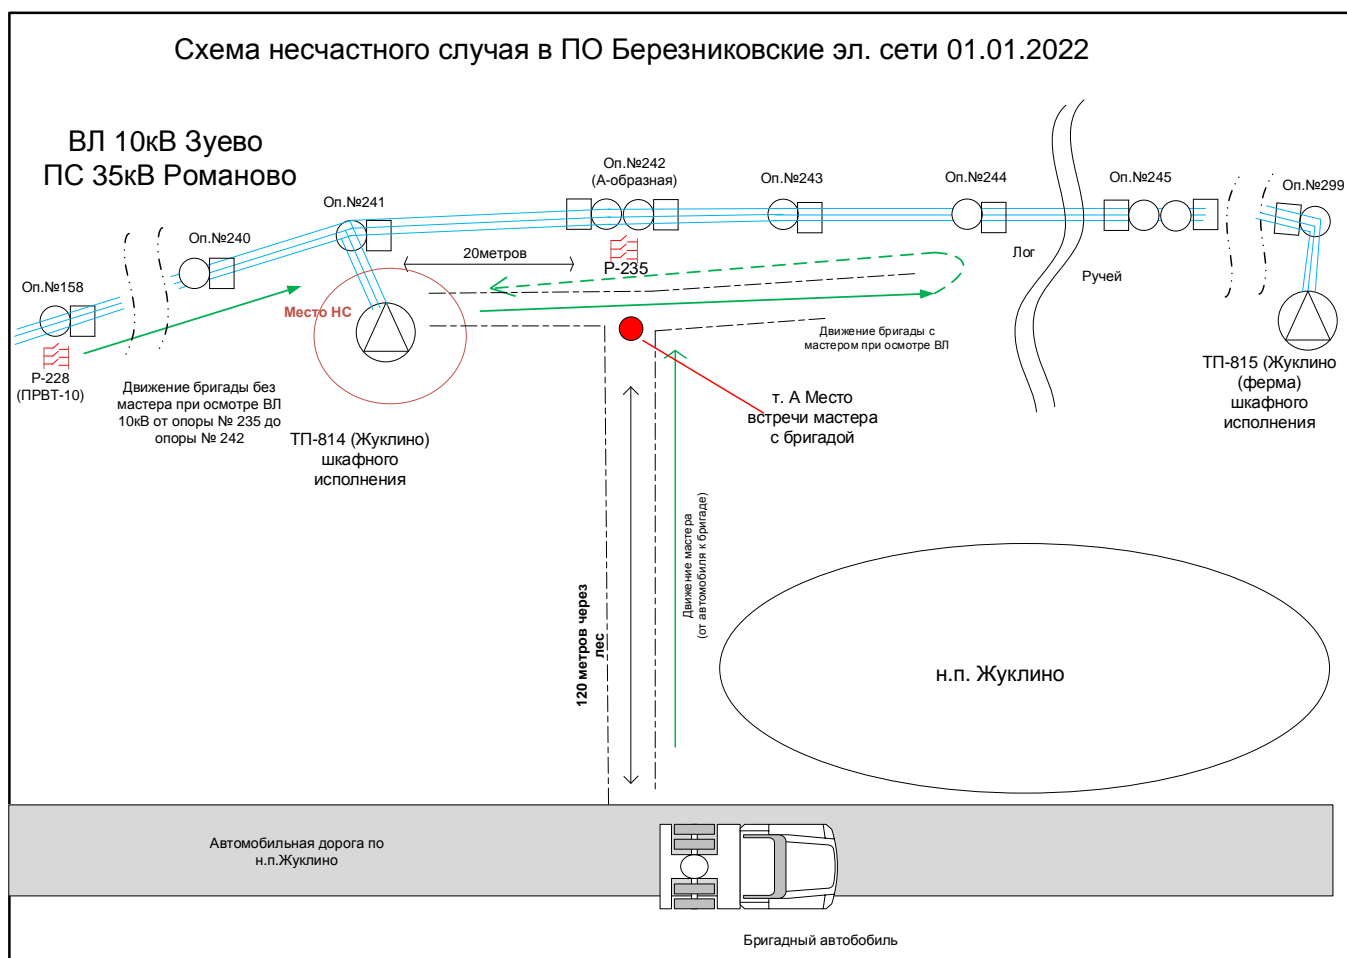 Схема несчастного случая в ПО Березниковские эл. сети 01.01.2022
ВЛ 10кВ Зуево
ПС 35кВ Романово
Оп.№158
Оп.№240
Оп.№241
Оп.№242
(А-образная)
Оп.№243
Оп.№244
Оп.№245
Оп.№299
20метров
Р-235
Лог
Ручей
Место НС
Р-228
(ПРВТ-10)
Движение бригады без
мастера при осмотре ВЛ
10кВ от опоры № 235 до
опоры № 242
ТП-814 (Жуклино)
шкафного
исполнения
Движение бригады с
мастером при осмотре ВЛ
т. А Место
встречи мастера
с бригадой
ТП-815 (Жуклино
(ферма)
шкафного
исполнения
120 метров через
лес
Движение мастера
(от автомобиля к бригаде)
н.п. Жуклино
Автомобильная дорога по
н.п.Жуклино
Бригадный автобобиль